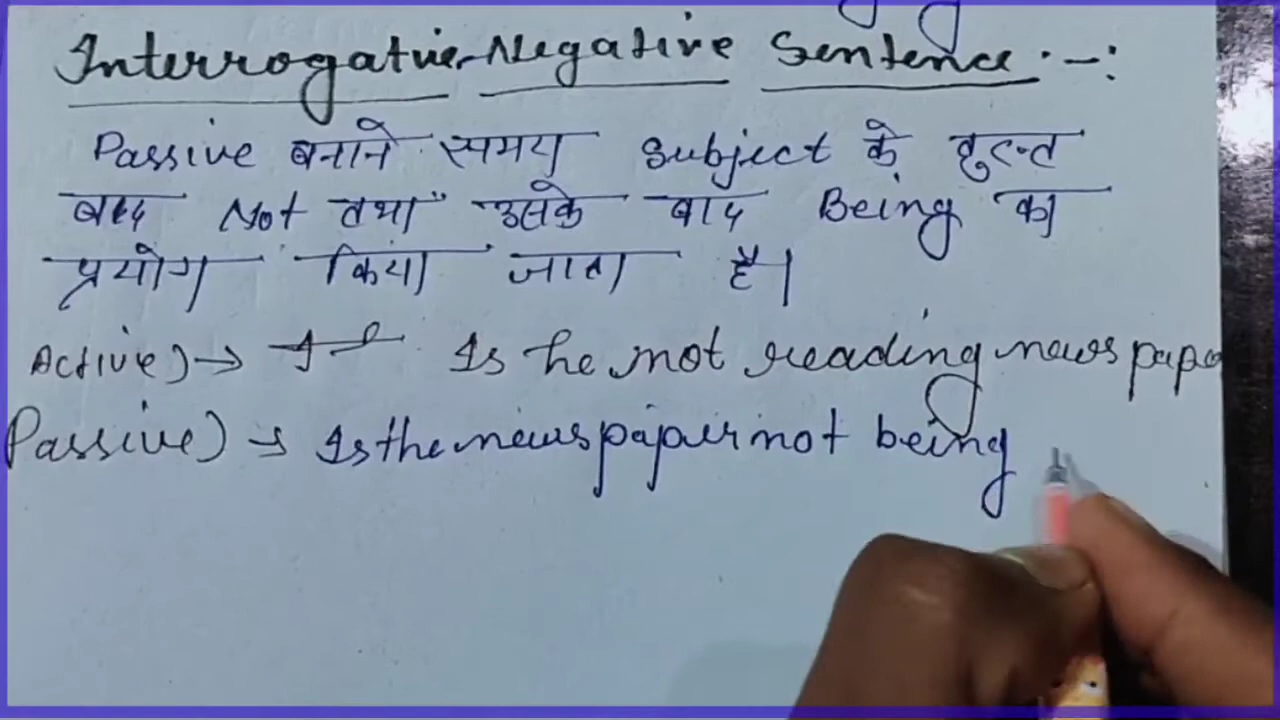 Interrogative-Negative Sentence :-
Passive बनाने समय Subject के तुरन्त
बाद Not तथा उसके बाद Being का
प्रयोग किया जाता है।
Active) → Is he not reading newspape
Passive) → Is the newspaper not being